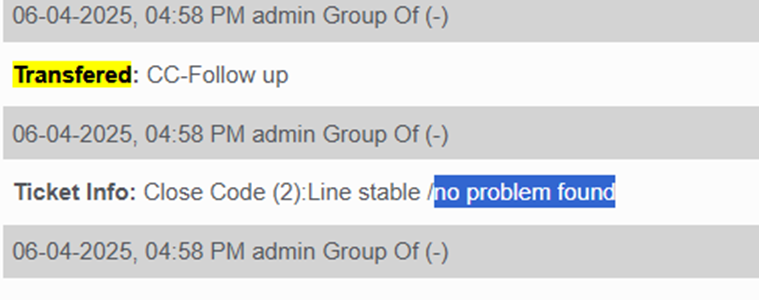 06-04-2025, 04:58 PM admin Group Of (-)
Transfered: CC-Follow up
06-04-2025, 04:58 PM admin Group Of (-)
Ticket Info: Close Code (2):Line stable /no problem found
06-04-2025, 04:58 PM admin Group Of (-)